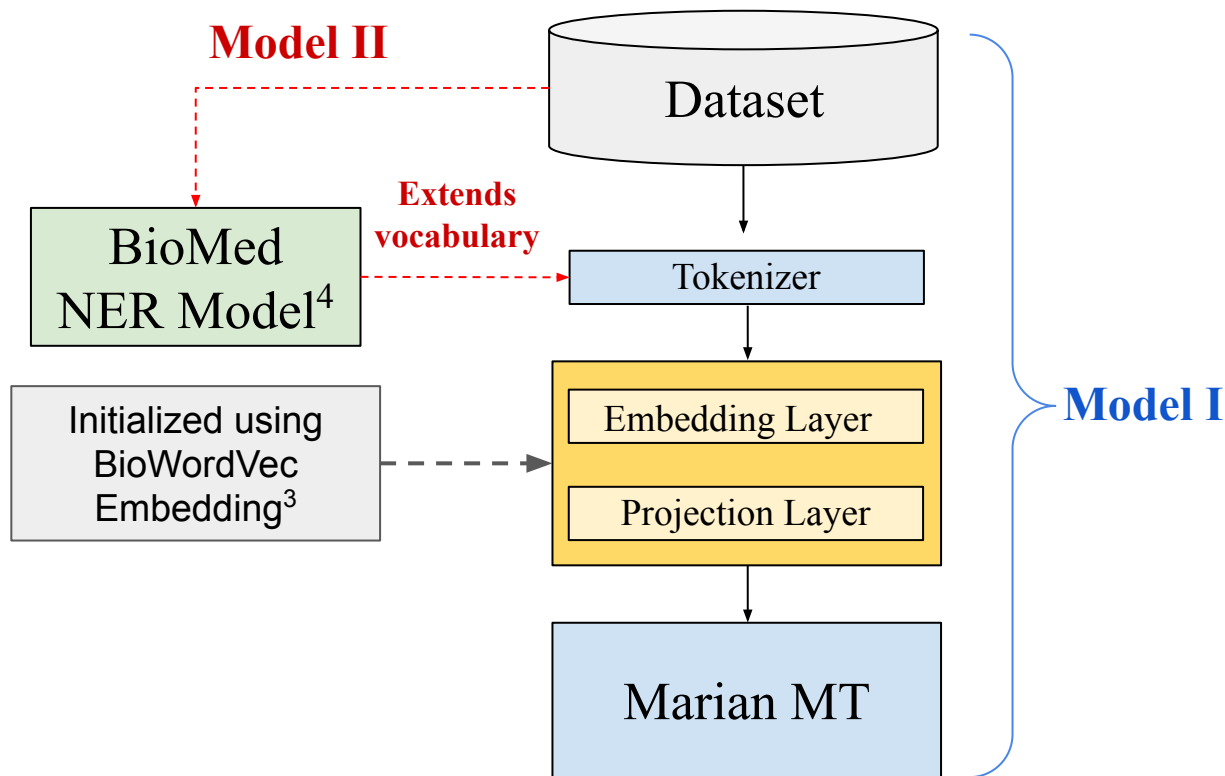 Model II
Dataset
Extends
vocabulary
BioMed
NER Model⁴
Tokenizer
Initialized using
BioWordVec
Embedding³
Embedding Layer
Projection Layer
Model I
Marian MT